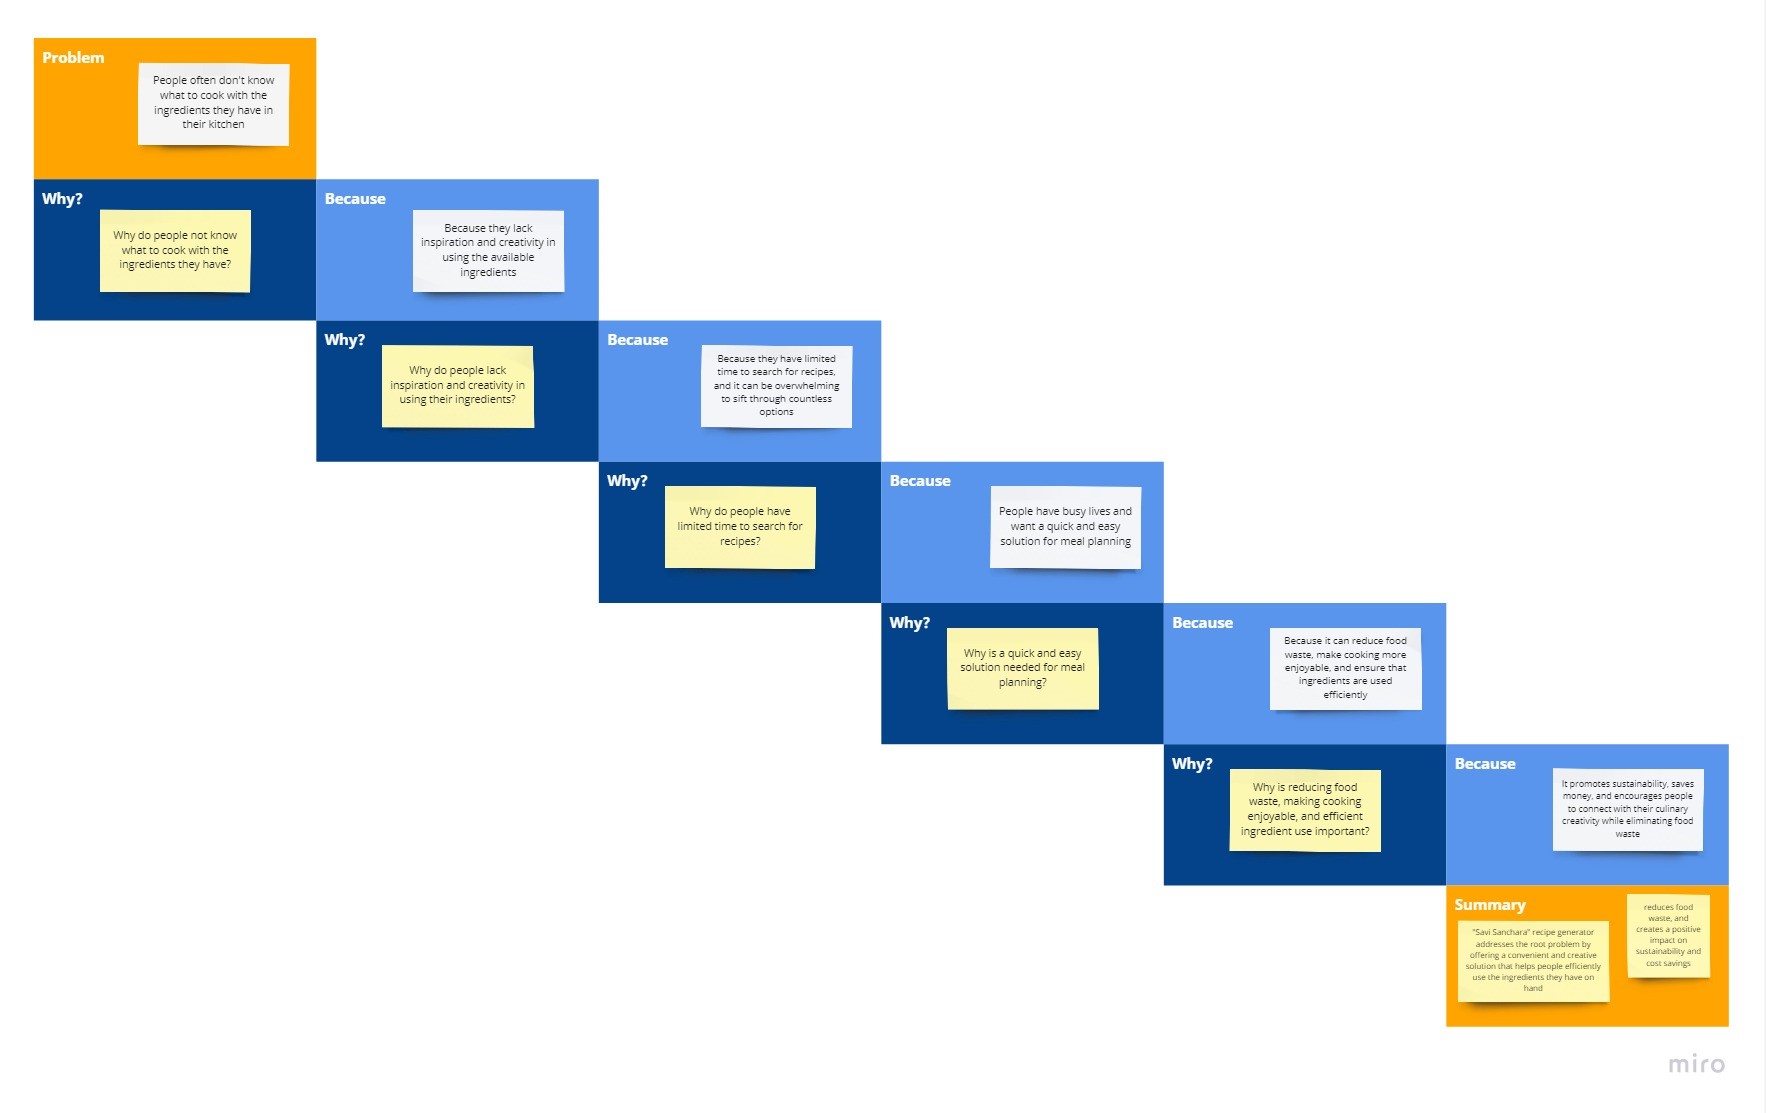 Problem
People often don't know
what to cook with the
ingredients they have in
their kitchen
Why?
Why do people not know
what to cook with the
ingredients they have?
Because
Because they lack
inspiration and creativity in
using the available
ingredients
Why?
Why do people lack
inspiration and creativity in
using their ingredients?
Because
Because they have limited
time to search for recipes,
and it can be overwhelming
to sift through countless
options
Why?
Why do people have
limited time to search for
recipes?
Because
People have busy lives and
want a quick and easy
solution for meal planning
Why?
Why is a quick and easy
solution needed for meal
planning?
Because
Because it can reduce food
waste, make cooking more
enjoyable, and ensure that
ingredients are used
efficiently
Why?
Why is reducing food
waste, making cooking
enjoyable, and efficient
ingredient use important?
Because
It promotes sustainability, saves
money, and encourages people
to connect with their culinary
creativity while eliminating food
waste
Summary
"Savi Sanchara" recipe generator
addresses the root problem by
offering a convenient and creative
solution that helps people efficiently
use the ingredients they have on
hand
reduces food
waste, and
creates a positive
impact on
sustainability and
cost savings
miro